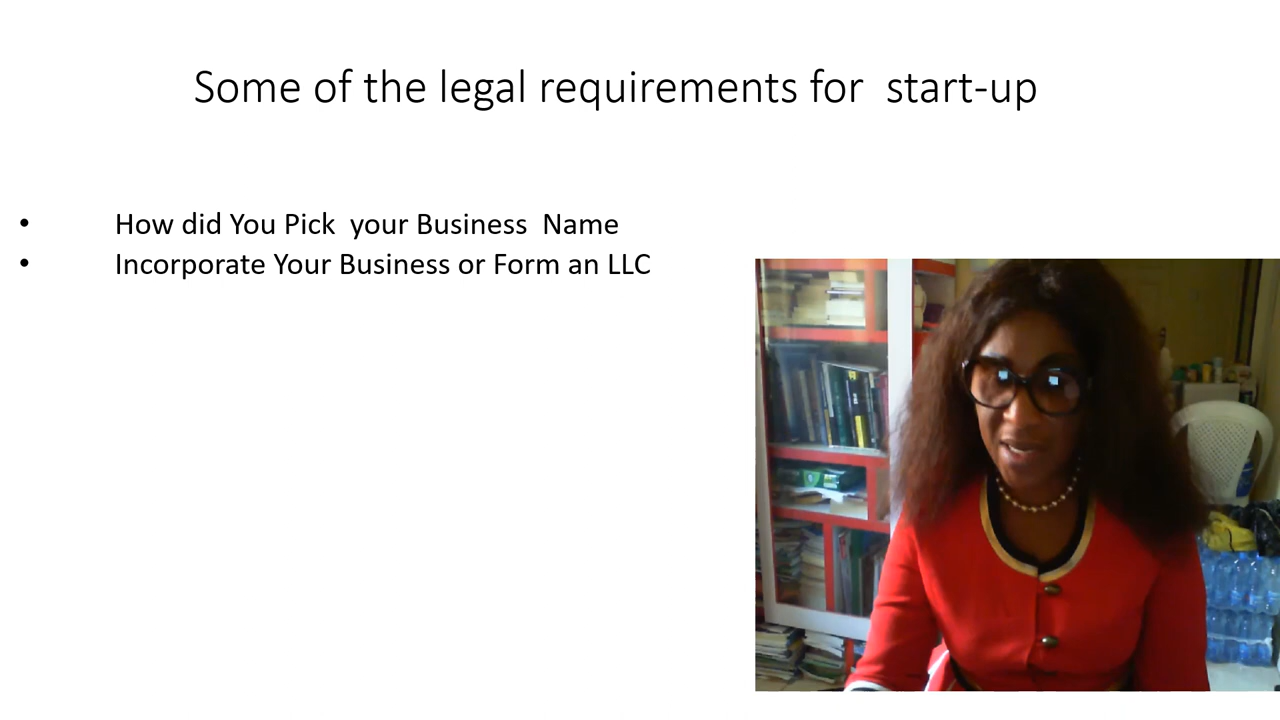 Some of the legal requirements for  start-up
• How did You Pick  your Business  Name
• Incorporate Your Business or Form an LLC